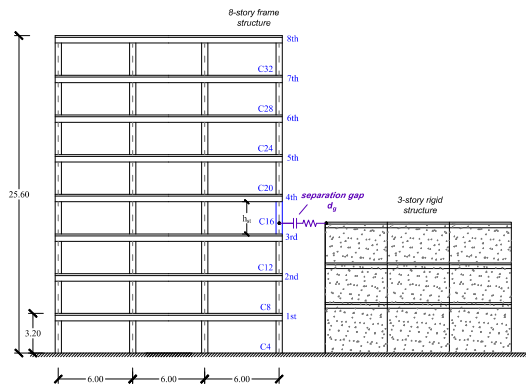 8-story frame
structure
8th
C32
7th
C28
6th
C24
5th
25.60
C20
4th
separation gap
dg
3-story rigid
structure
hst
C16
3rd
C12
2nd
C8
1st
3.20
C4
6.00 6.00 6.00